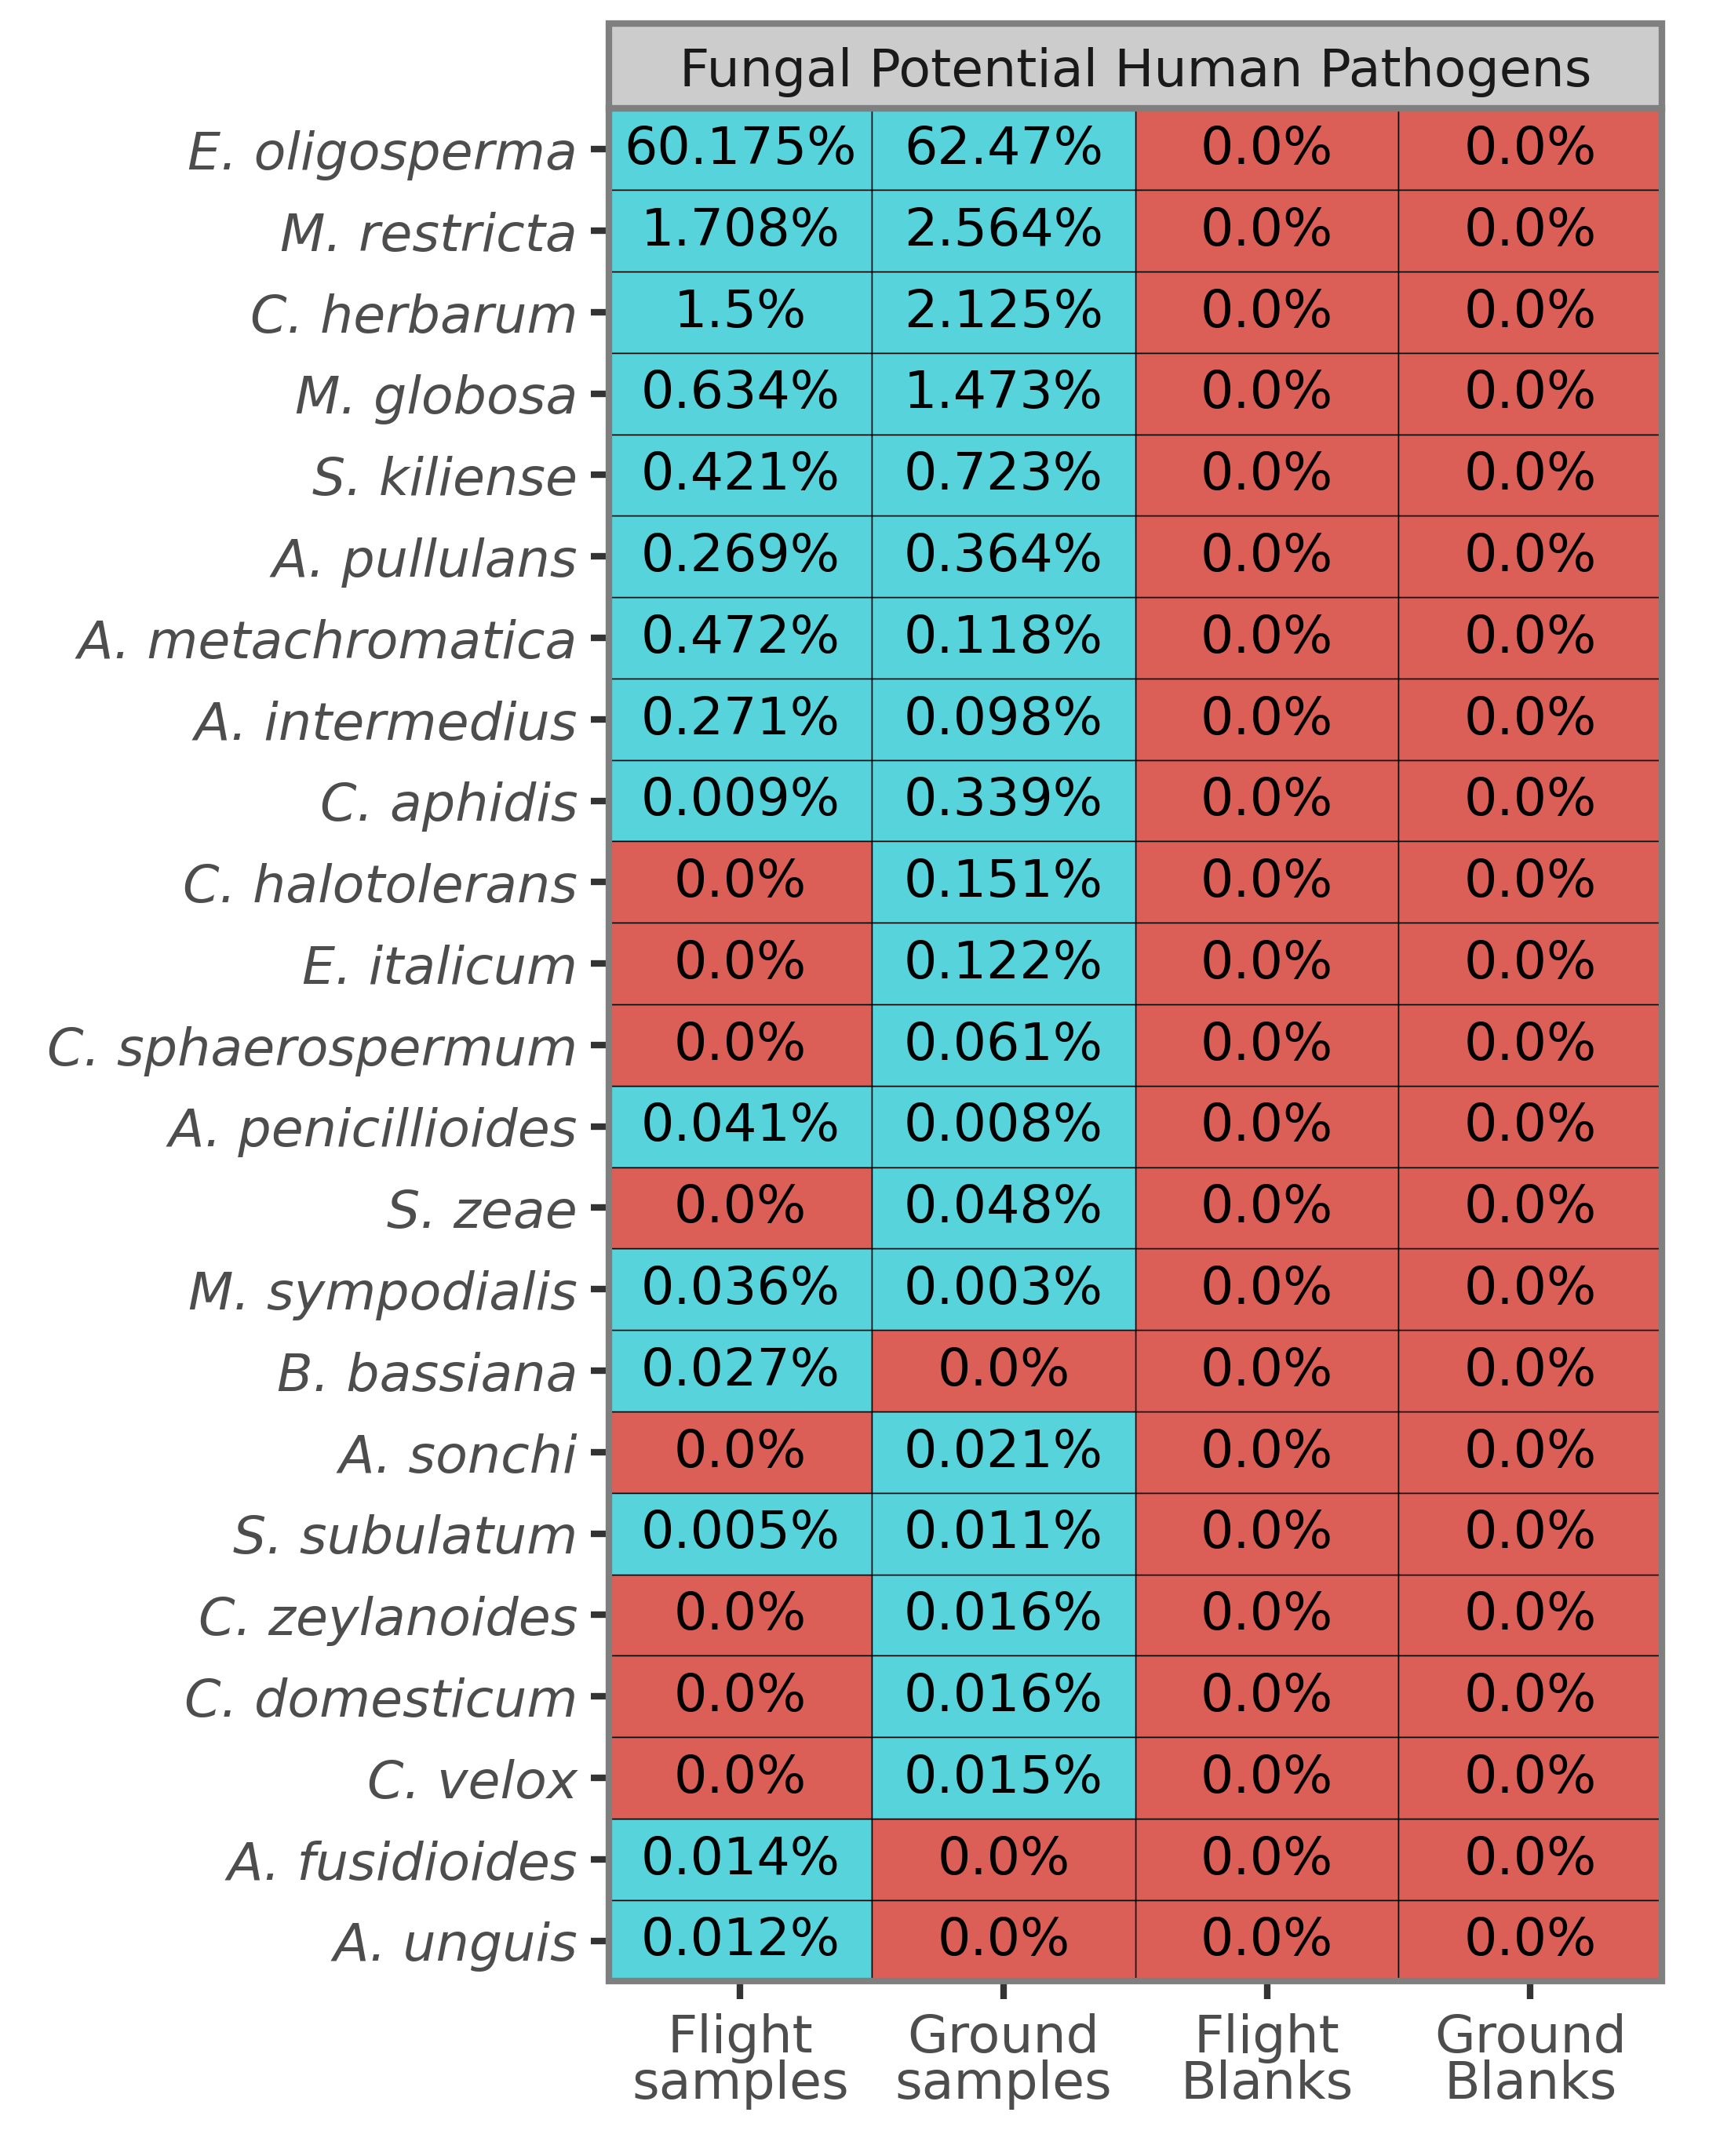 Fungal Potential Human Pathogens
E. oligosperma 60.175% 62.47% 0.0% 0.0%
M. restricta 1.708% 2.564% 0.0% 0.0%
C. herbarum 1.5% 2.125% 0.0% 0.0%
M. globosa 0.634% 1.473% 0.0% 0.0%
S. kiliense 0.421% 0.723% 0.0% 0.0%
A. pullulans 0.269% 0.364% 0.0% 0.0%
A. metachromatica 0.472% 0.118% 0.0% 0.0%
A. intermedius 0.271% 0.098% 0.0% 0.0%
C. aphidis 0.009% 0.339% 0.0% 0.0%
C. halotolerans 0.0% 0.151% 0.0% 0.0%
E. italicum 0.0% 0.122% 0.0% 0.0%
C. sphaerospermum 0.0% 0.061% 0.0% 0.0%
A. penicillioides 0.041% 0.008% 0.0% 0.0%
S. zeae 0.0% 0.048% 0.0% 0.0%
M. sympodialis 0.036% 0.003% 0.0% 0.0%
B. bassiana 0.027% 0.0% 0.0% 0.0%
A. sonchi 0.0% 0.021% 0.0% 0.0%
S. subulatum 0.005% 0.011% 0.0% 0.0%
C. zeylanoides 0.0% 0.016% 0.0% 0.0%
C. domesticum 0.0% 0.016% 0.0% 0.0%
C. velox 0.0% 0.015% 0.0% 0.0%
A. fusidioides 0.014% 0.0% 0.0% 0.0%
A. unguis 0.012% 0.0% 0.0% 0.0%
Flight Ground Flight Ground
samples samples Blanks Blanks